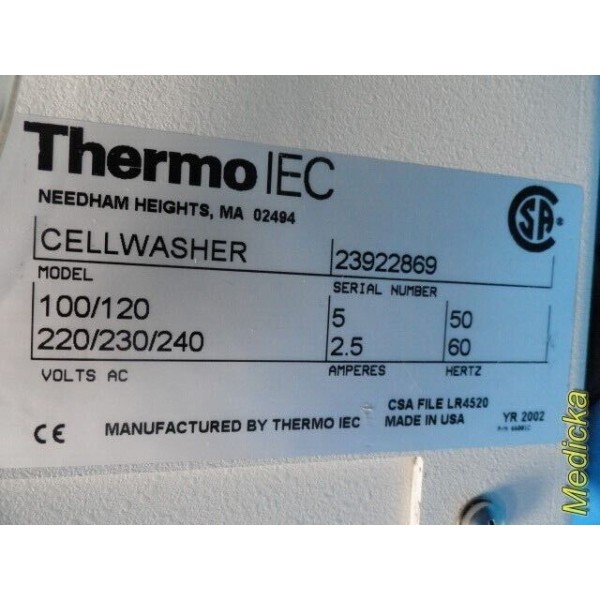 Thermo IEC
NEEDHAM HEIGHTS, MA 02494
CSA
CELLWASHER 23922869
MODEL SERIAL NUMBER
100/120 5 50
220/230/240 2.5 60
VOLTS AC AMPERES HERTZ
CSA FILE LR4520 YR 2002
CE MANUFACTURED BY THERMO IEC MADE IN USA
Medicka